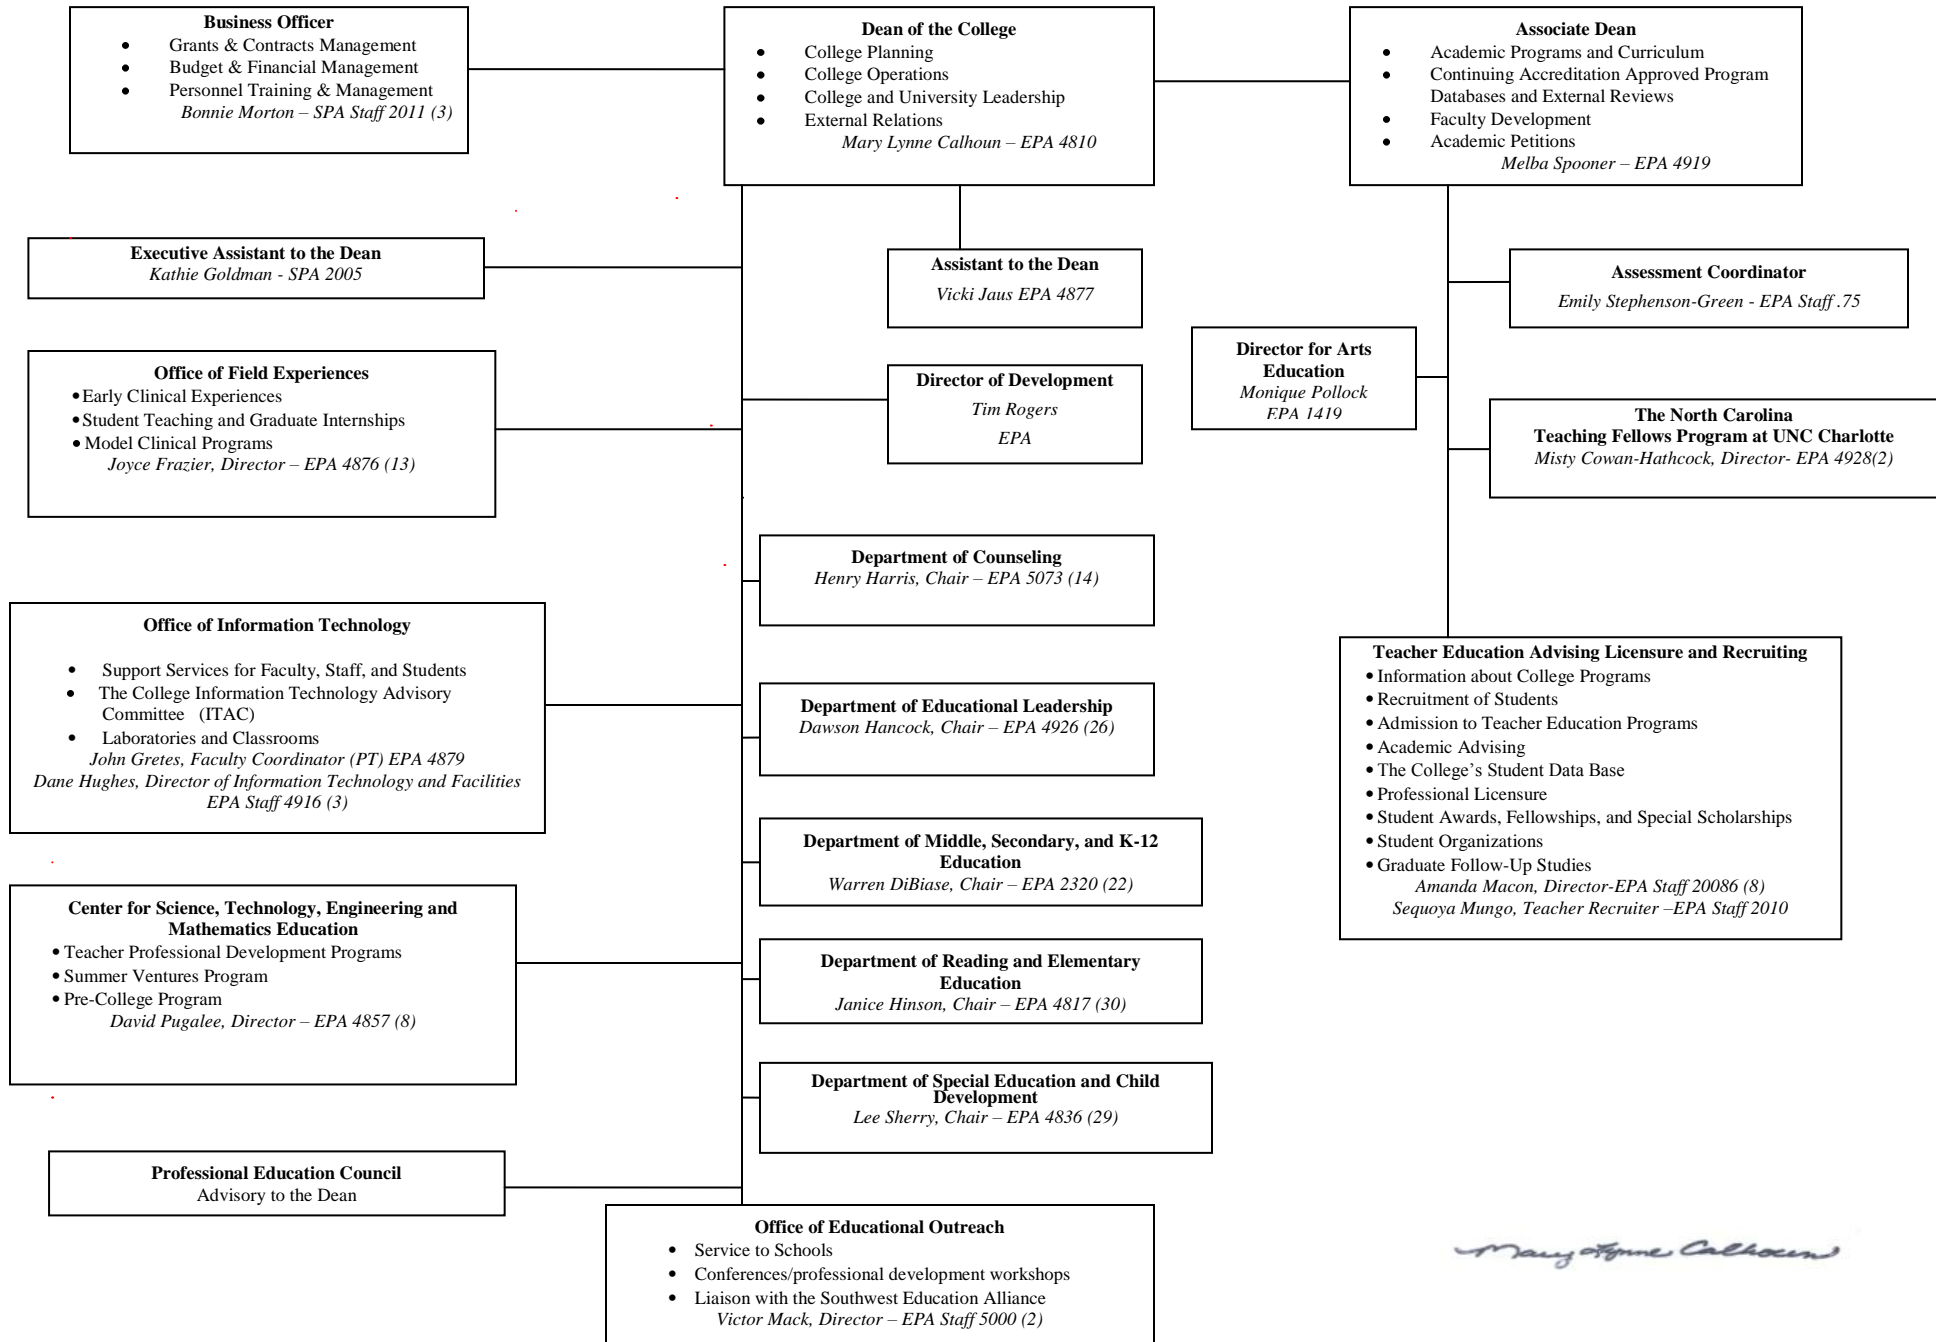 Business Officer
• Grants & Contracts Management
• Budget & Financial Management
• Personnel Training & Management
Bonnie Morton – SPA Staff 2011 (3)
Dean of the College
• College Planning
• College Operations
• College and University Leadership
• External Relations
Mary Lynne Calhoun – EPA 4810
Associate Dean
• Academic Programs and Curriculum
• Continuing Accreditation Approved Program
Databases and External Reviews
• Faculty Development
• Academic Petitions
Melba Spooner – EPA 4919
Executive Assistant to the Dean
Kathie Goldman - SPA 2005
Assistant to the Dean
Vicki Jaus EPA 4877
Assessment Coordinator
Emily Stephenson-Green - EPA Staff .75
Office of Field Experiences
• Early Clinical Experiences
• Student Teaching and Graduate Internships
• Model Clinical Programs
Joyce Frazier, Director – EPA 4876 (13)
Director of Development
Tim Rogers
EPA
Director for Arts
Education
Monique Pollock
EPA 1419
The North Carolina
Teaching Fellows Program at UNC Charlotte
Misty Cowan-Hathcock, Director- EPA 4928(2)
Department of Counseling
Henry Harris, Chair – EPA 5073 (14)
Office of Information Technology
• Support Services for Faculty, Staff, and Students
• The College Information Technology Advisory
Committee (ITAC)
• Laboratories and Classrooms
John Gretes, Faculty Coordinator (PT) EPA 4879
Dane Hughes, Director of Information Technology and Facilities
EPA Staff 4916 (3)
Department of Educational Leadership
Dawson Hancock, Chair – EPA 4926 (26)
Teacher Education Advising Licensure and Recruiting
• Information about College Programs
• Recruitment of Students
• Admission to Teacher Education Programs
• Academic Advising
• The College’s Student Data Base
• Professional Licensure
• Student Awards, Fellowships, and Special Scholarships
• Student Organizations
• Graduate Follow-Up Studies
Amanda Macon, Director-EPA Staff 20086 (8)
Sequoya Mungo, Teacher Recruiter –EPA Staff 2010
Department of Middle, Secondary, and K-12
Education
Warren DiBiase, Chair – EPA 2320 (22)
Center for Science, Technology, Engineering and
Mathematics Education
• Teacher Professional Development Programs
• Summer Ventures Program
• Pre-College Program
David Pugalee, Director – EPA 4857 (8)
Department of Reading and Elementary
Education
Janice Hinson, Chair – EPA 4817 (30)
Department of Special Education and Child
Development
Lee Sherry, Chair – EPA 4836 (29)
Professional Education Council
Advisory to the Dean
Office of Educational Outreach
• Service to Schools
• Conferences/professional development workshops
• Liaison with the Southwest Education Alliance
Victor Mack, Director – EPA Staff 5000 (2)
Mary Lynne Calhoun